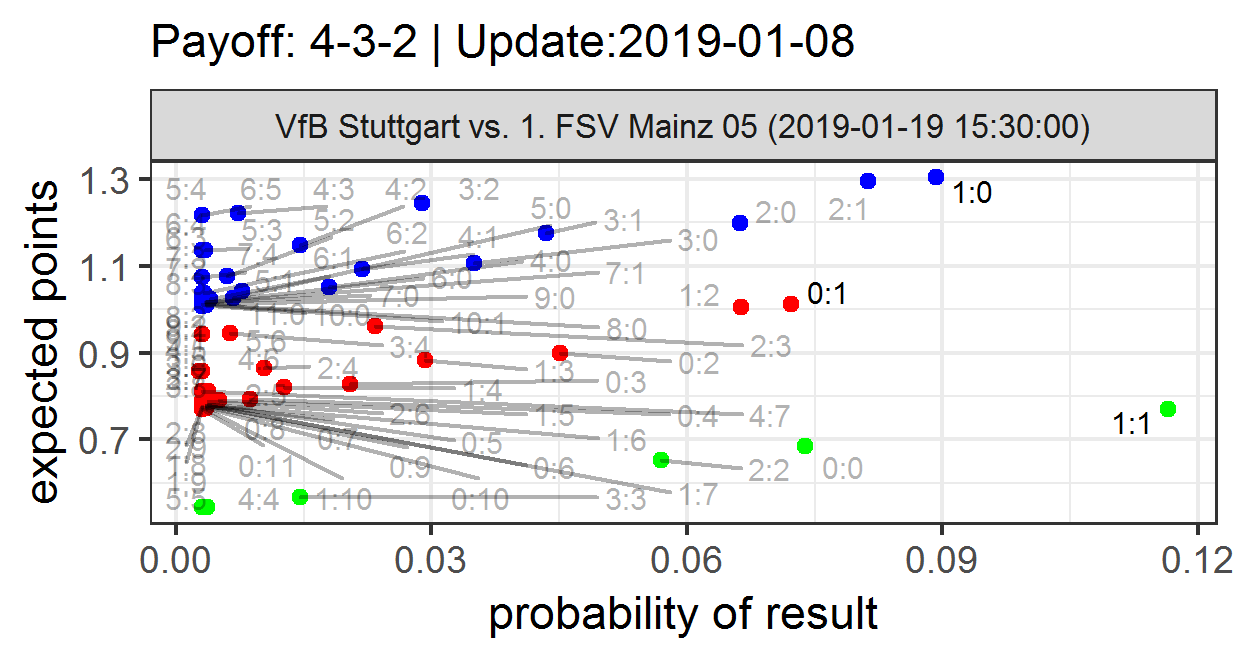 Payoff: 4-3-2 | Update:2019-01-08
VfB Stuttgart vs. 1. FSV Mainz 05 (2019-01-19 15:30:00)
expected points
1.3
1.1
0.9
0.7
5:4 6:5 4:3 4:2 3:2
1:0
5:0 2:0 2:1
5:3 5:2 3:1
6:2 4:1 3:0
7:4 6:1 4:0
5:1 6:0 7:1
7:0 9:0 1:2 0:1
11:0 10:0 10:1 8:0
5:6 3:4 2:3
4:6 2:4 1:3 0:2
1:4 0:3
2:6 1:5 0:4 4:7
0:8 0:7 0:5 1:6 1:1
0:11 0:9 0:6 2:2 0:0
5:5 4:4 1:10 0:10 3:3 1:7
0.00 0.03 0.06 0.09 0.12
probability of result